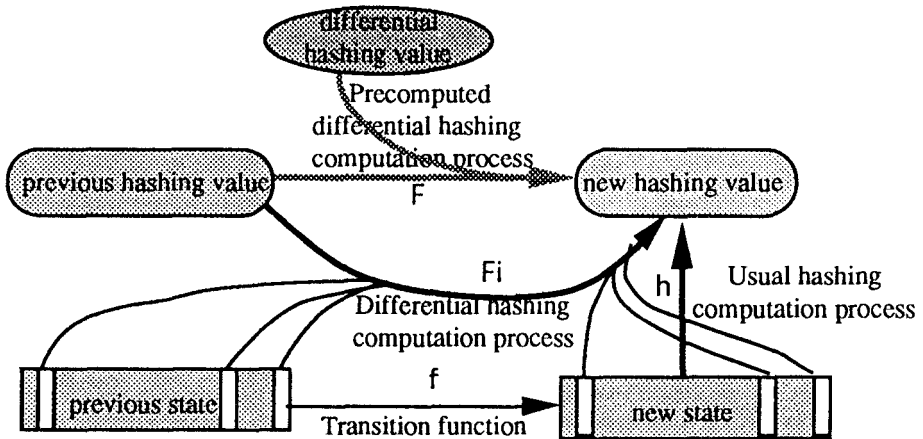 differential
hashing value
Precomputed
differential hashing
computation process
previous hashing value
F
new hashing value
Fi
Differential hashing
computation process
h
Usual hashing
computation process
previous state
f
Transition function
new state